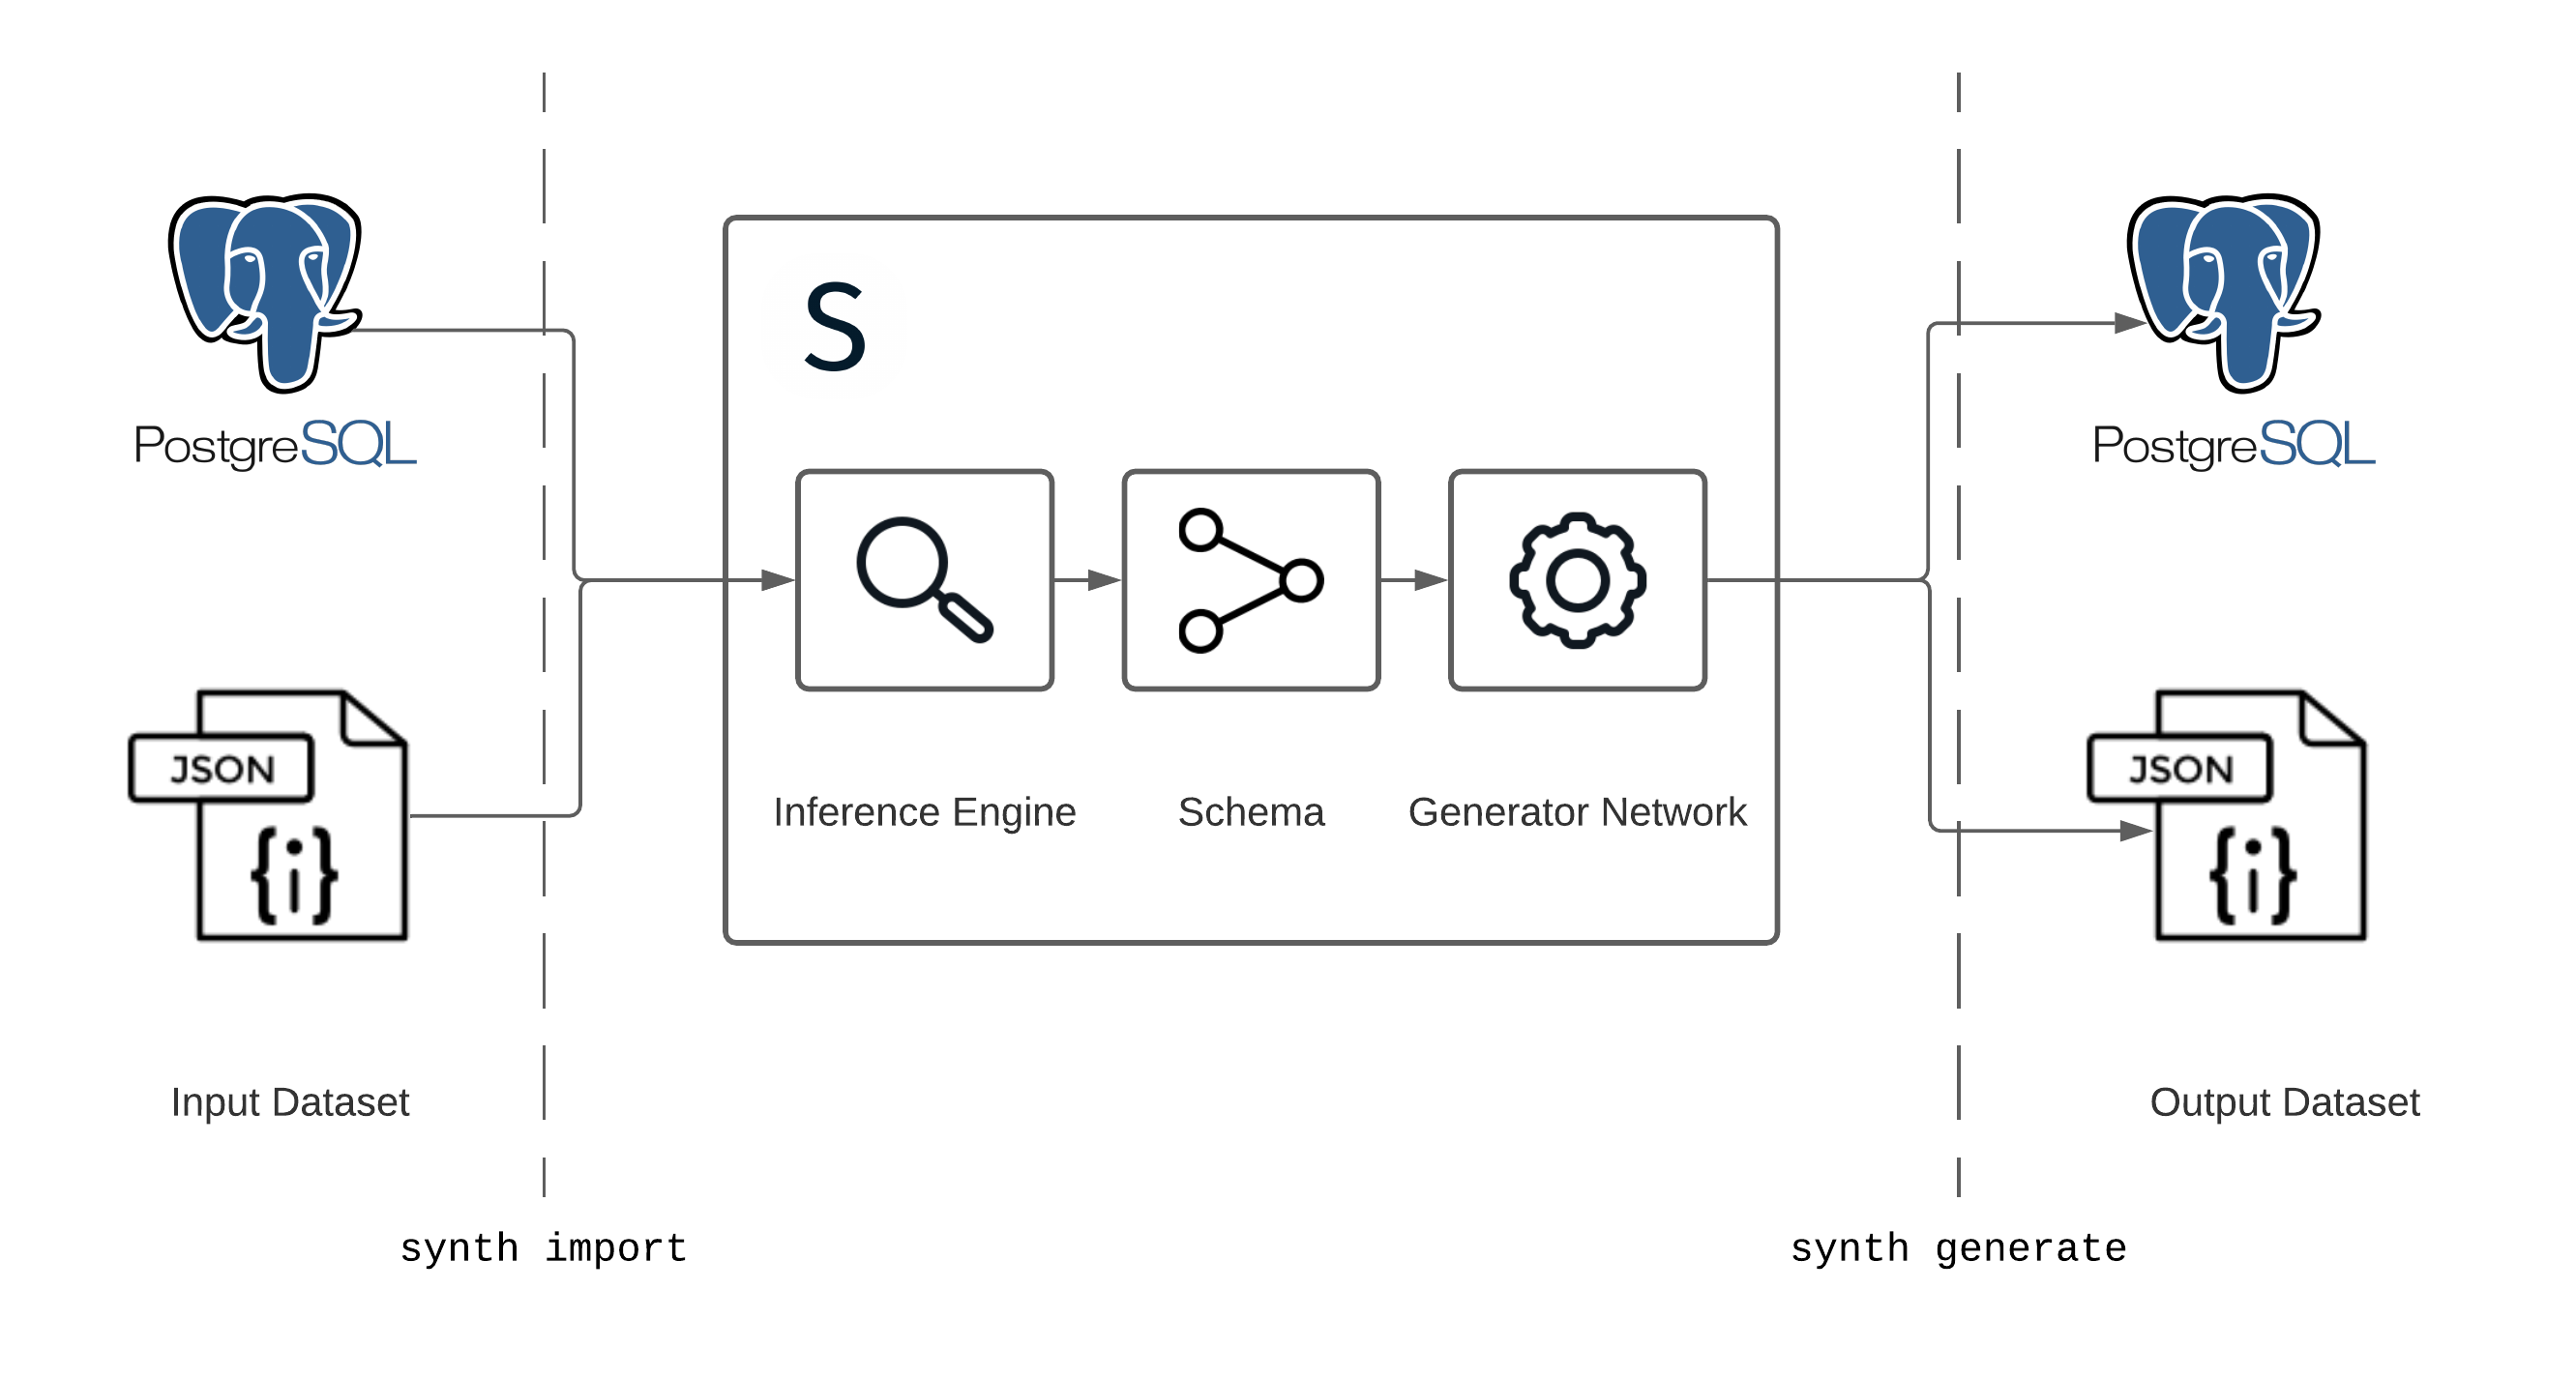 PostgreSQL
JSON
{i}
Input Dataset
synth import
S
Inference Engine
Schema
Generator Network
PostgreSQL
JSON
{i}
Output Dataset
synth generate